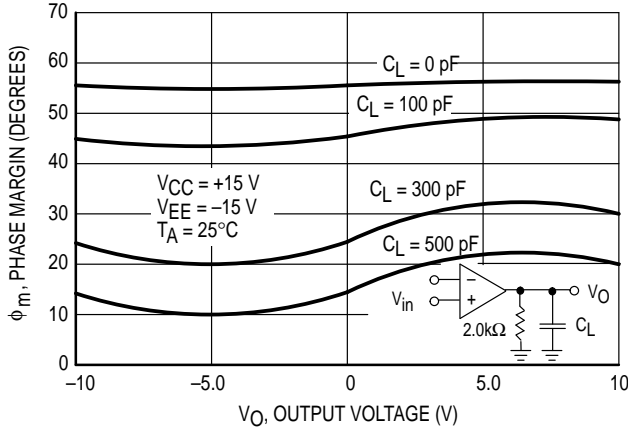 70
60
50
40
30
20
10
0
ϕm, PHASE MARGIN (DEGREES)
CL = 0 pF
CL = 100 pF
VCC = +15 V
VEE = –15 V
TA = 25°C
CL = 300 pF
CL = 500 pF
–
+
Vin
VO
2.0kΩ
CL
–10
–5.0
0
5.0
10
VO, OUTPUT VOLTAGE (V)